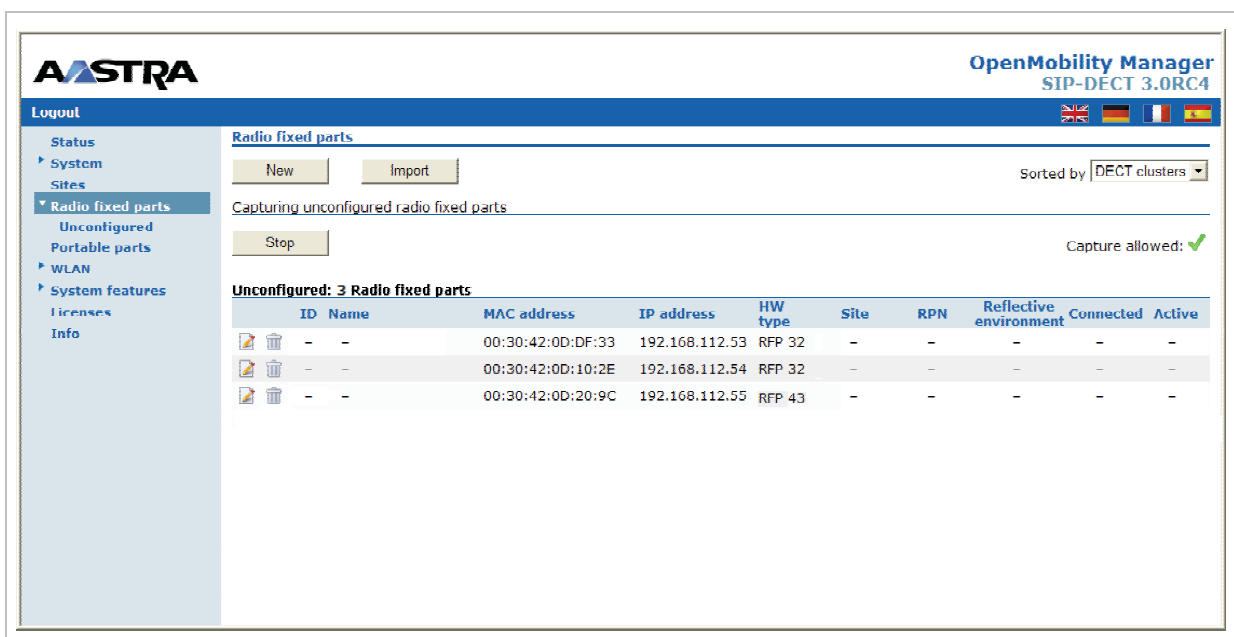 AASTRA
OpenMobility Manager
SIP-DECT 3.0RC4
Logout
Status
System
Sites
Radio fixed parts
Unconfigured
Portable parts
WLAN
System features
Licenses
Info
Radio fixed parts
New Import Sorted by DECT clusters
Capturing unconfigured radio fixed parts
Stop Capture allowed:
Unconfigured: 3 Radio fixed parts
ID Name MAC address IP address HW type Site RPN Reflective environment Connected Active
– – 00:30:42:0D:DF:33 192.168.112.53 RFP 32 – – – – –
– – 00:30:42:0D:10:2E 192.168.112.54 RFP 32 – – – – –
– – 00:30:42:0D:20:9C 192.168.112.55 RFP 43 – – – – –